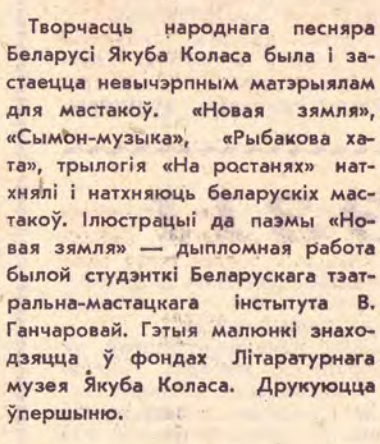 Творчасць народнага песняра
Беларусі Якуба Коласа была і за-
стаецца невычэрпным матэрыялам
для мастакоў. «Новая зямля»,
«Сымон-музыка», «Рыбакова ха-
та», трылогія «На ростанях» нат-
хнялі і натхняюць беларускіх мас-
такоў. Ілюстрацыі да паэмы «Но-
вая зямля» — дыпломная работа
былой студэнткі Беларускага тэат-
ральна-мастацкага інстытута В.
Ганчаровай. Гэтыя малюнкі знахо-
дзяцца ў фондах Літаратурнага
музея Якуба Коласа. Друкуюцца
ўпершыню.